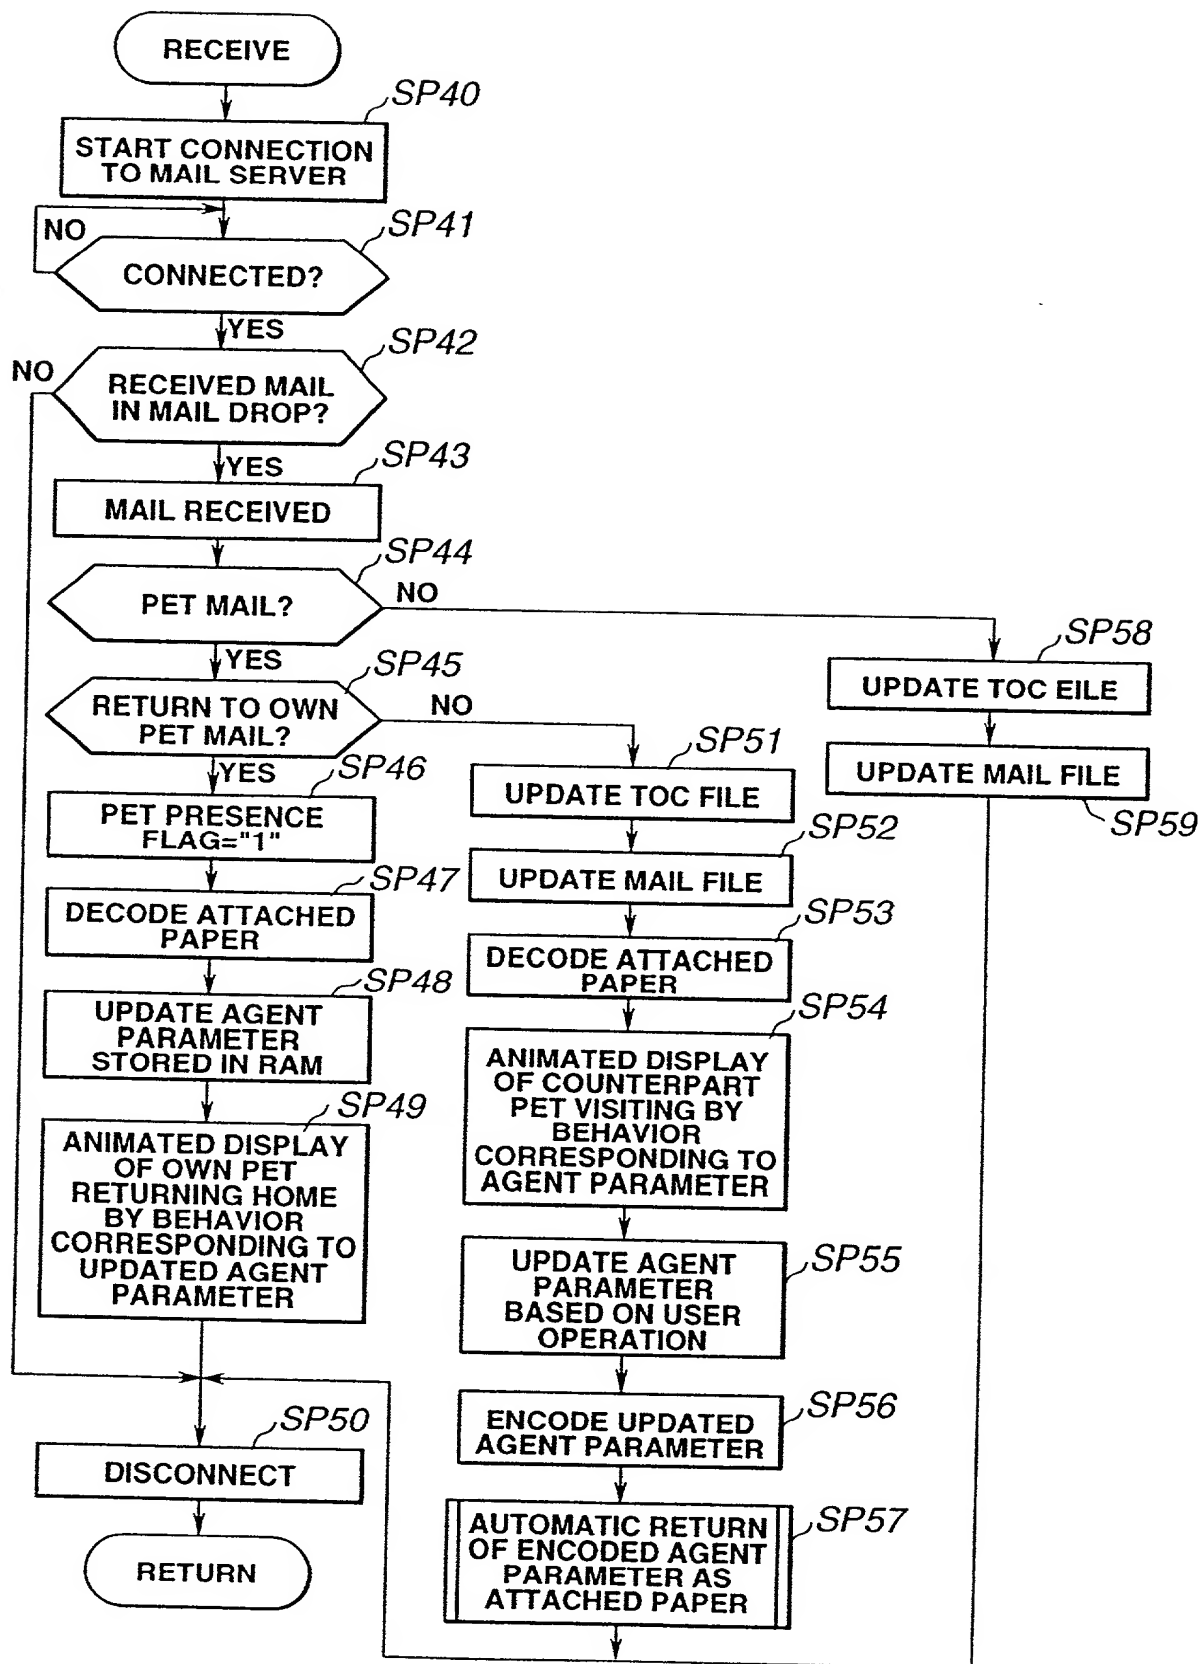 RECEIVE
SP40
START CONNECTION
TO MAIL SERVER
NO
SP41
CONNECTED?
YES
SP42
NO
RECEIVED MAIL
IN MAIL DROP?
YES
SP43
MAIL RECEIVED
SP44
PET MAIL?
NO
YES
SP45
RETURN TO OWN
PET MAIL?
NO
YES
SP46
PET PRESENCE
FLAG="1"
SP47
DECODE ATTACHED
PAPER
SP48
UPDATE AGENT
PARAMETER
STORED IN RAM
SP49
ANIMATED DISPLAY
OF OWN PET
RETURNING HOME
BY BEHAVIOR
CORRESPONDING TO
UPDATED AGENT
PARAMETER
SP50
DISCONNECT
RETURN
SP51
UPDATE TOC FILE
SP52
UPDATE MAIL FILE
SP53
DECODE ATTACHED
PAPER
SP54
ANIMATED DISPLAY
OF COUNTERPART
PET VISITING BY
BEHAVIOR
CORRESPONDING TO
AGENT PARAMETER
SP55
UPDATE AGENT
PARAMETER
BASED ON USER
OPERATION
SP56
ENCODE UPDATED
AGENT PARAMETER
SP57
AUTOMATIC RETURN
OF ENCODED AGENT
PARAMETER AS
ATTACHED PAPER
SP58
UPDATE TOC EILE
UPDATE MAIL FILE
SP59